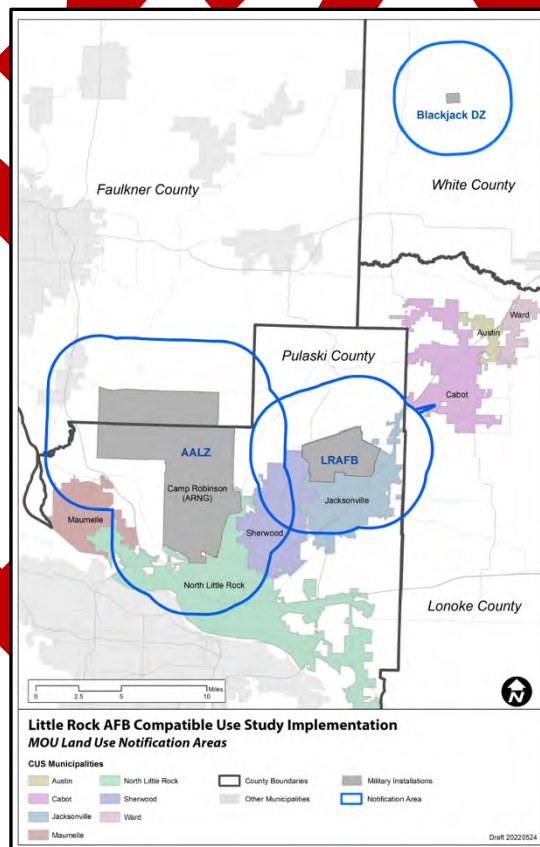 Blackjack DZ
Faulkner County
White County
Ward
Austin
Pulaski County
Cabot
AALZ
LRAFB
Camp Robinson
(ARNG)
Jacksonville
Maumelle
Sherwood
North Little Rock
Lonoke County
Miles
0 2.5 5 10
N
Little Rock AFB Compatible Use Study Implementation
MOU Land Use Notification Areas
CUS Municipalities
Austin North Little Rock County Boundaries Military Installations
Cabot Sherwood Other Municipalities Notification Area
Jacksonville Ward
Maumelle
Draft 20220524